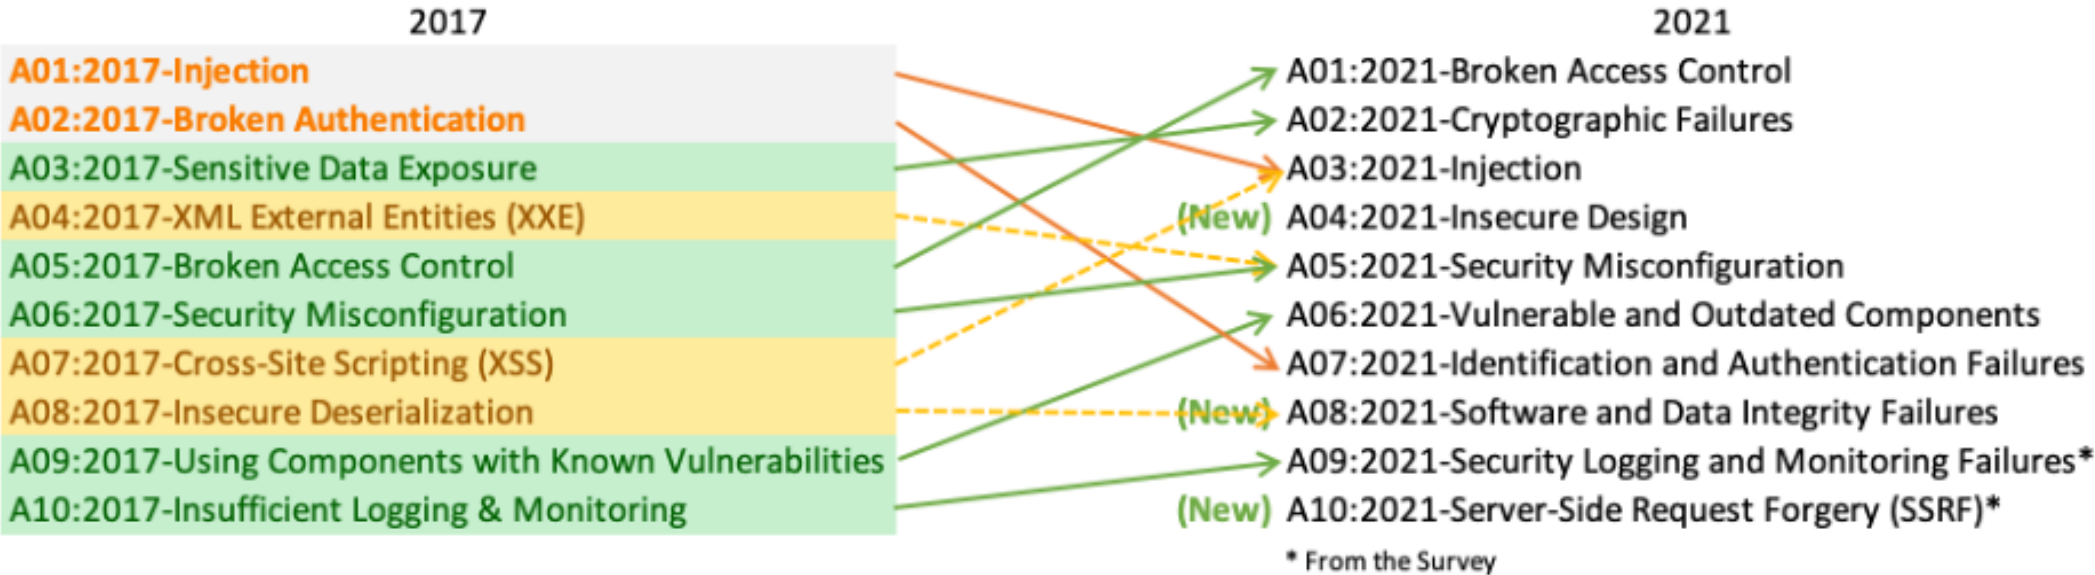 2017
A01:2017-Injection
A02:2017-Broken Authentication
A03:2017-Sensitive Data Exposure
A04:2017-XML External Entities (XXE)
A05:2017-Broken Access Control
A06:2017-Security Misconfiguration
A07:2017-Cross-Site Scripting (XSS)
A08:2017-Insecure Deserialization
A09:2017-Using Components with Known Vulnerabilities
A10:2017-Insufficient Logging & Monitoring
2021
A01:2021-Broken Access Control
A02:2021-Cryptographic Failures
A03:2021-Injection
(New) A04:2021-Insecure Design
A05:2021-Security Misconfiguration
A06:2021-Vulnerable and Outdated Components
A07:2021-Identification and Authentication Failures
(New) A08:2021-Software and Data Integrity Failures
A09:2021-Security Logging and Monitoring Failures*
(New) A10:2021-Server-Side Request Forgery (SSRF)*
* From the Survey